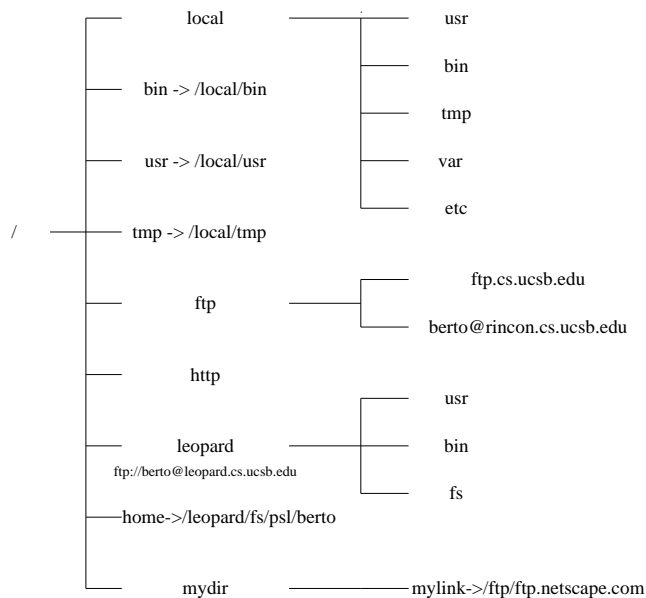 local
usr
bin
bin -> /local/bin
tmp
usr -> /local/usr
var
etc
/
tmp -> /local/tmp
ftp.cs.ucsb.edu
ftp
berto@rincon.cs.ucsb.edu
http
usr
leopard
bin
ftp://berto@leopard.cs.ucsb.edu
fs
home->/leopard/fs/psl/berto
mydir
mylink->/ftp/ftp.netscape.com